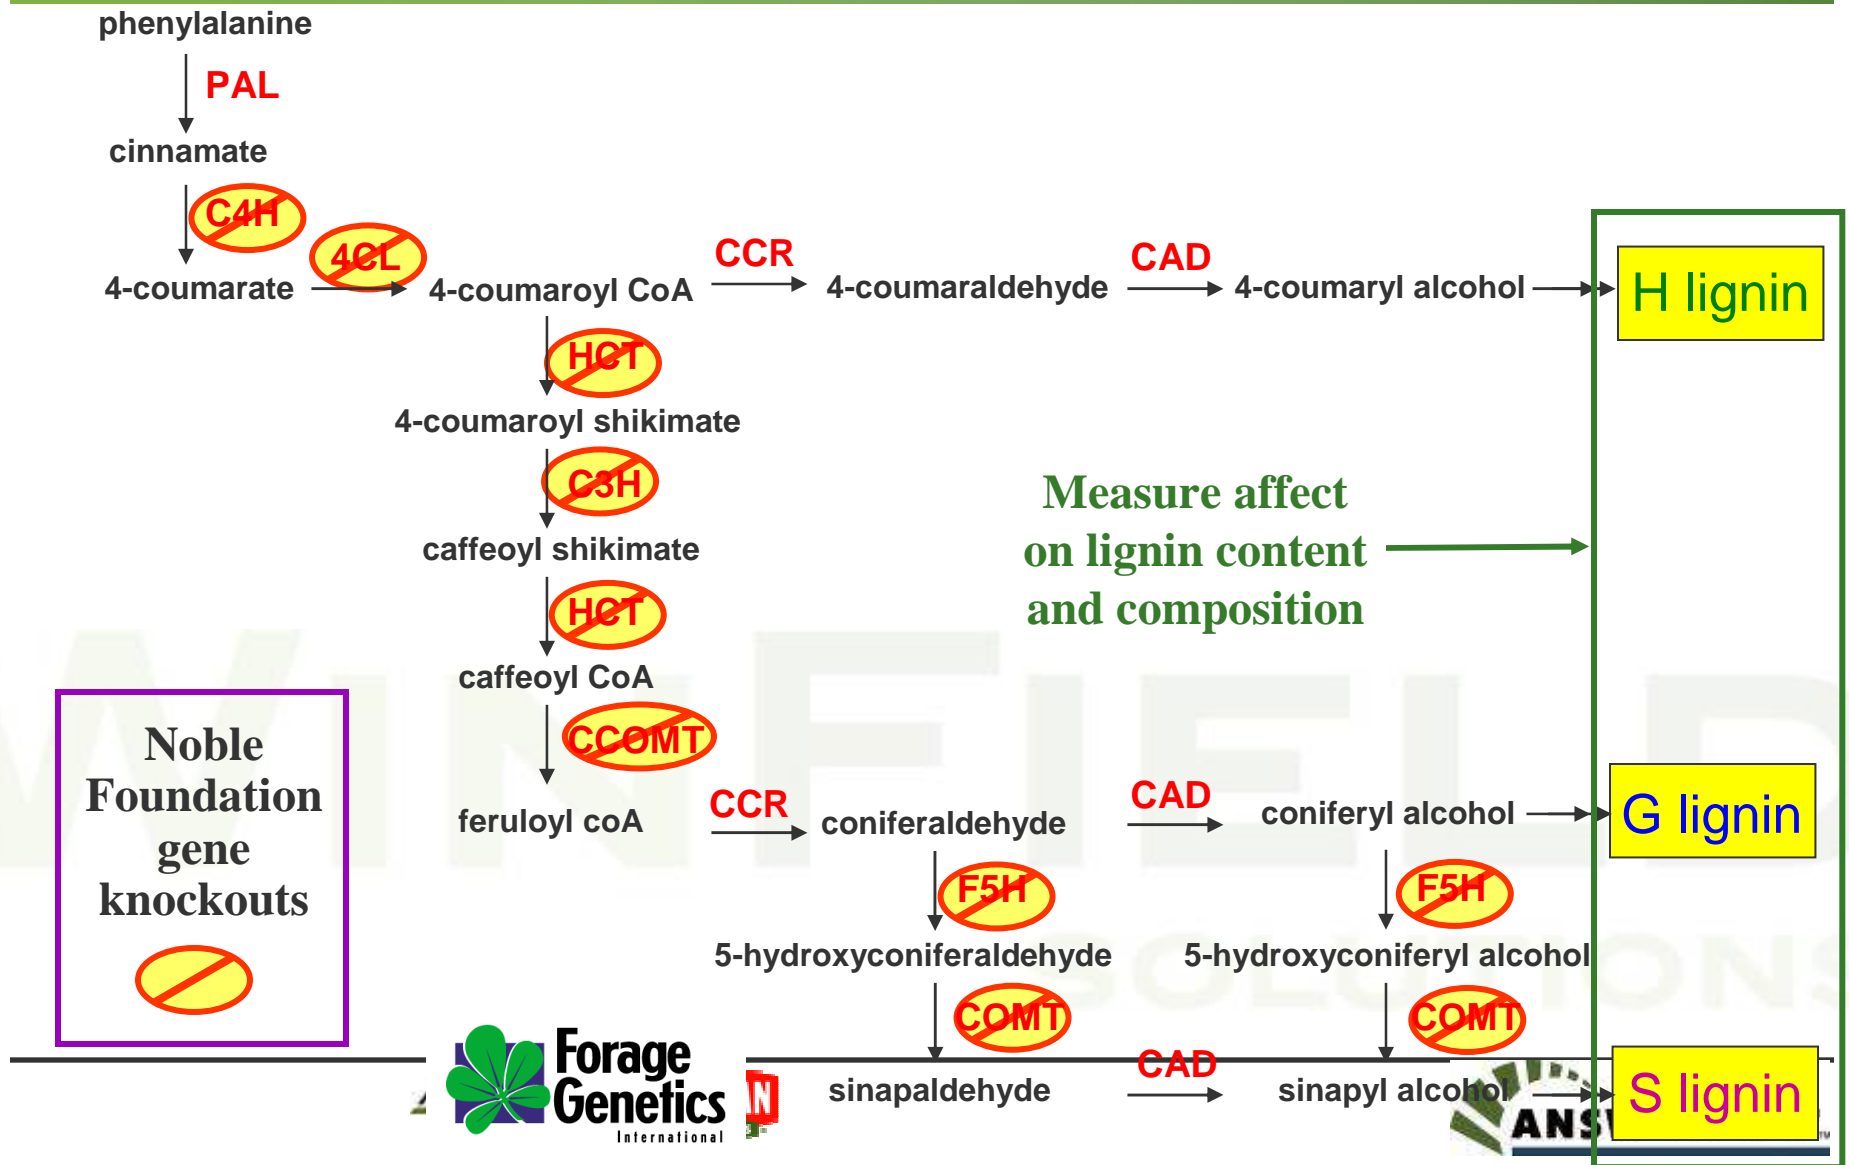 phenylalanine
PAL
cinnamate
C4H
4CL
CCR
CAD
4-coumarate
4-coumaroyl CoA
4-coumaraldehyde
4-coumaryl alcohol
H lignin
HCT
4-coumaroyl shikimate
C3H
Measure affect
on lignin content
and composition
caffeoyl shikimate
HCT
caffeoyl CoA
Noble
Foundation
gene
knockouts
CCOMT
feruloyl coA
CCR
coniferaldehyde
CAD
coniferyl alcohol
G lignin
F5H
F5H
5-hydroxyconiferaldehyde
5-hydroxyconiferyl alcohol
COMT
COMT
sinapaldehyde
CAD
sinapyl alcohol
S lignin
Forage
Genetics
International
WINFIELD
SOLUTIONS